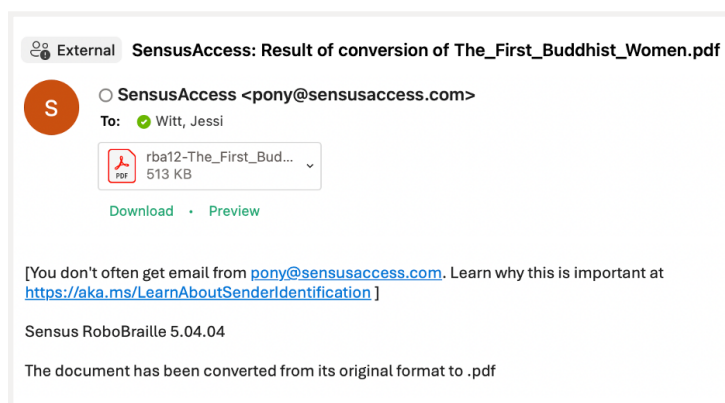 External SensusAccess: Result of conversion of The_First_Buddhist_Women.pdf
S
SensusAccess <pony@sensusaccess.com>
To: Witt, Jessi
rba12-The_First_Bud...
PDF
513 KB
Download • Preview
[You don't often get email from pony@sensusaccess.com. Learn why this is important at
https://aka.ms/LearnAboutSenderIdentification ]
Sensus RoboBraille 5.04.04
The document has been converted from its original format to .pdf